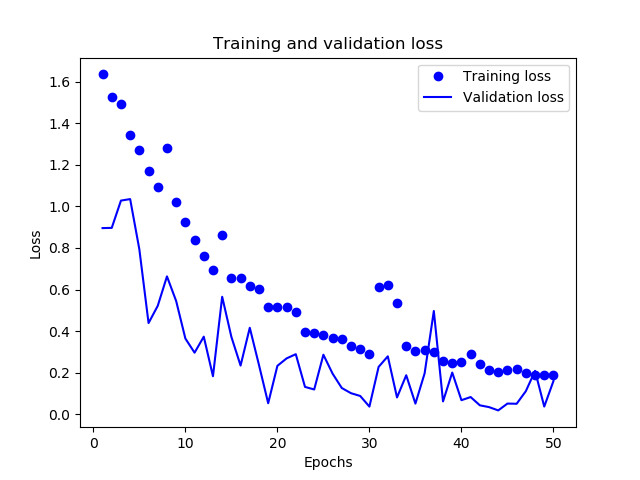 Training and validation loss
Training loss
Validation loss
Loss
1.6
1.4
1.2
1.0
0.8
0.6
0.4
0.2
0.0
0 10 20 30 40 50
Epochs